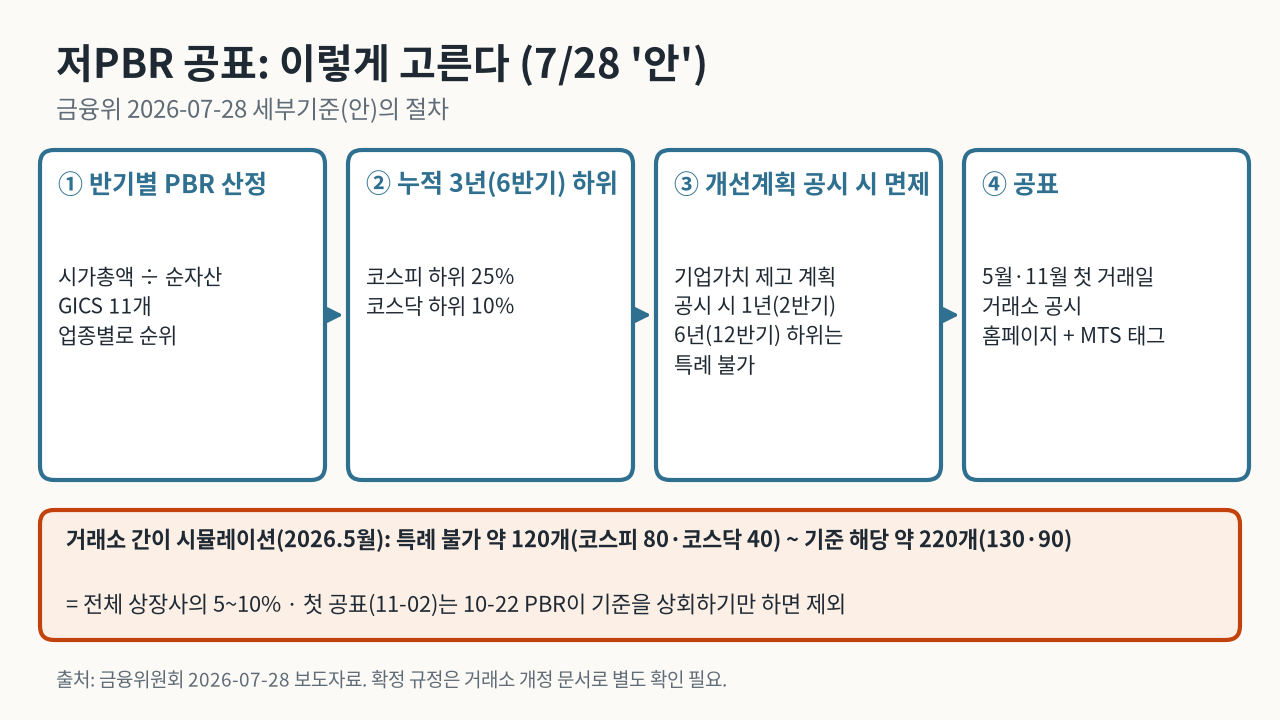 저PBR 공표: 이렇게 고른다 (7/28 '안')
금융위 2026-07-28 세부기준(안)의 절차
① 반기별 PBR 산정
시가총액 ÷ 순자산
GICS 11개
업종별로 순위
② 누적 3년(6반기) 하위
코스피 하위 25%
코스닥 하위 10%
③ 개선계획 공시 시 면제
기업가치 제고 계획
공시 시 1년(2반기)
6년(12반기) 하위는
특례 불가
④ 공표
5월·11월 첫 거래일
거래소 공시
홈페이지 + MTS 태그
거래소 간이 시뮬레이션(2026.5월): 특례 불가 약 120개(코스피 80·코스닥 40) ~ 기준 해당 약 220개(130·90)
= 전체 상장사의 5~10% · 첫 공표(11-02)는 10-22 PBR이 기준을 상회하기만 하면 제외
출처: 금융위원회 2026-07-28 보도자료. 확정 규정은 거래소 개정 문서로 별도 확인 필요.